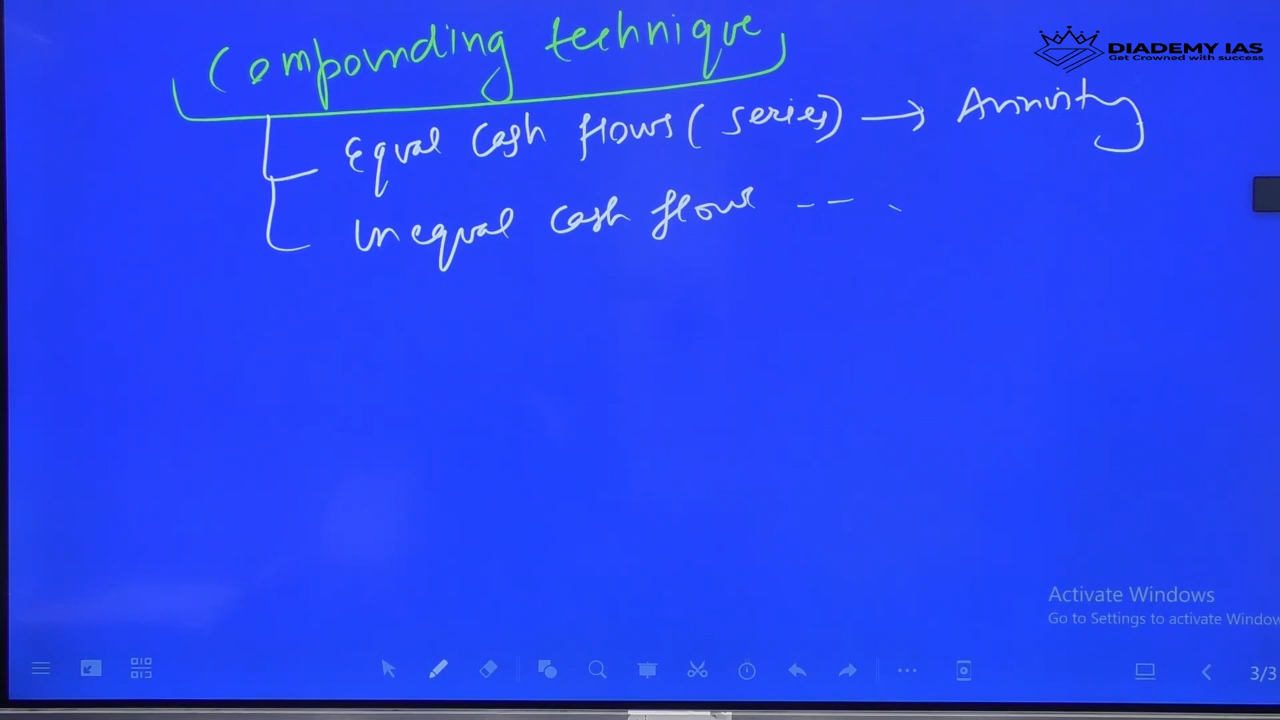 Compounding technique
DIADEMY IAS
Get Crowned with success
Equal Cash flows (series) → Annuity
Unequal Cash flows ---
Activate Windows
Go to Settings to activate Window
3/3